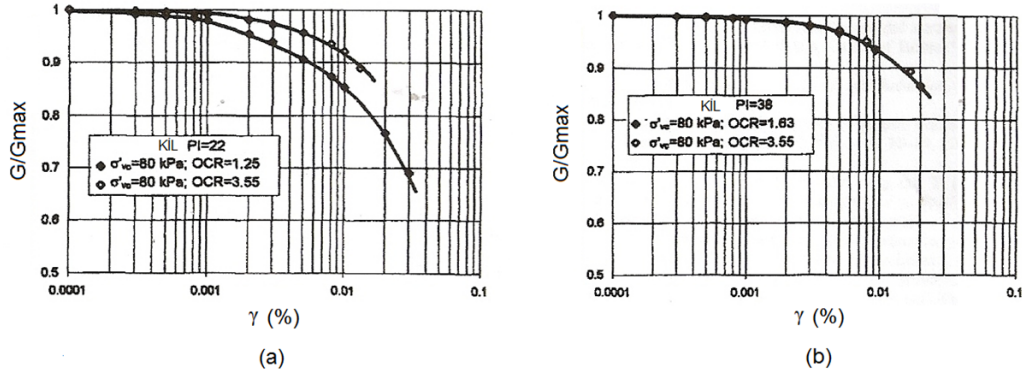 1
0.9
0.8
0.7
0.6
0.5
G/Gmax
KİL PI=22
σ'vc=80 kPa; OCR=1.25
σ'vc=80 kPa; OCR=3.55
0.0001 0.001 0.01 0.1
γ (%)
(a)
1
0.9
0.8
0.7
0.6
0.5
G/Gmax
KİL PI=38
σ'vc=80 kPa; OCR=1.63
σ'vc=80 kPa; OCR=3.55
0.0001 0.001 0.01 0.1
γ (%)
(b)